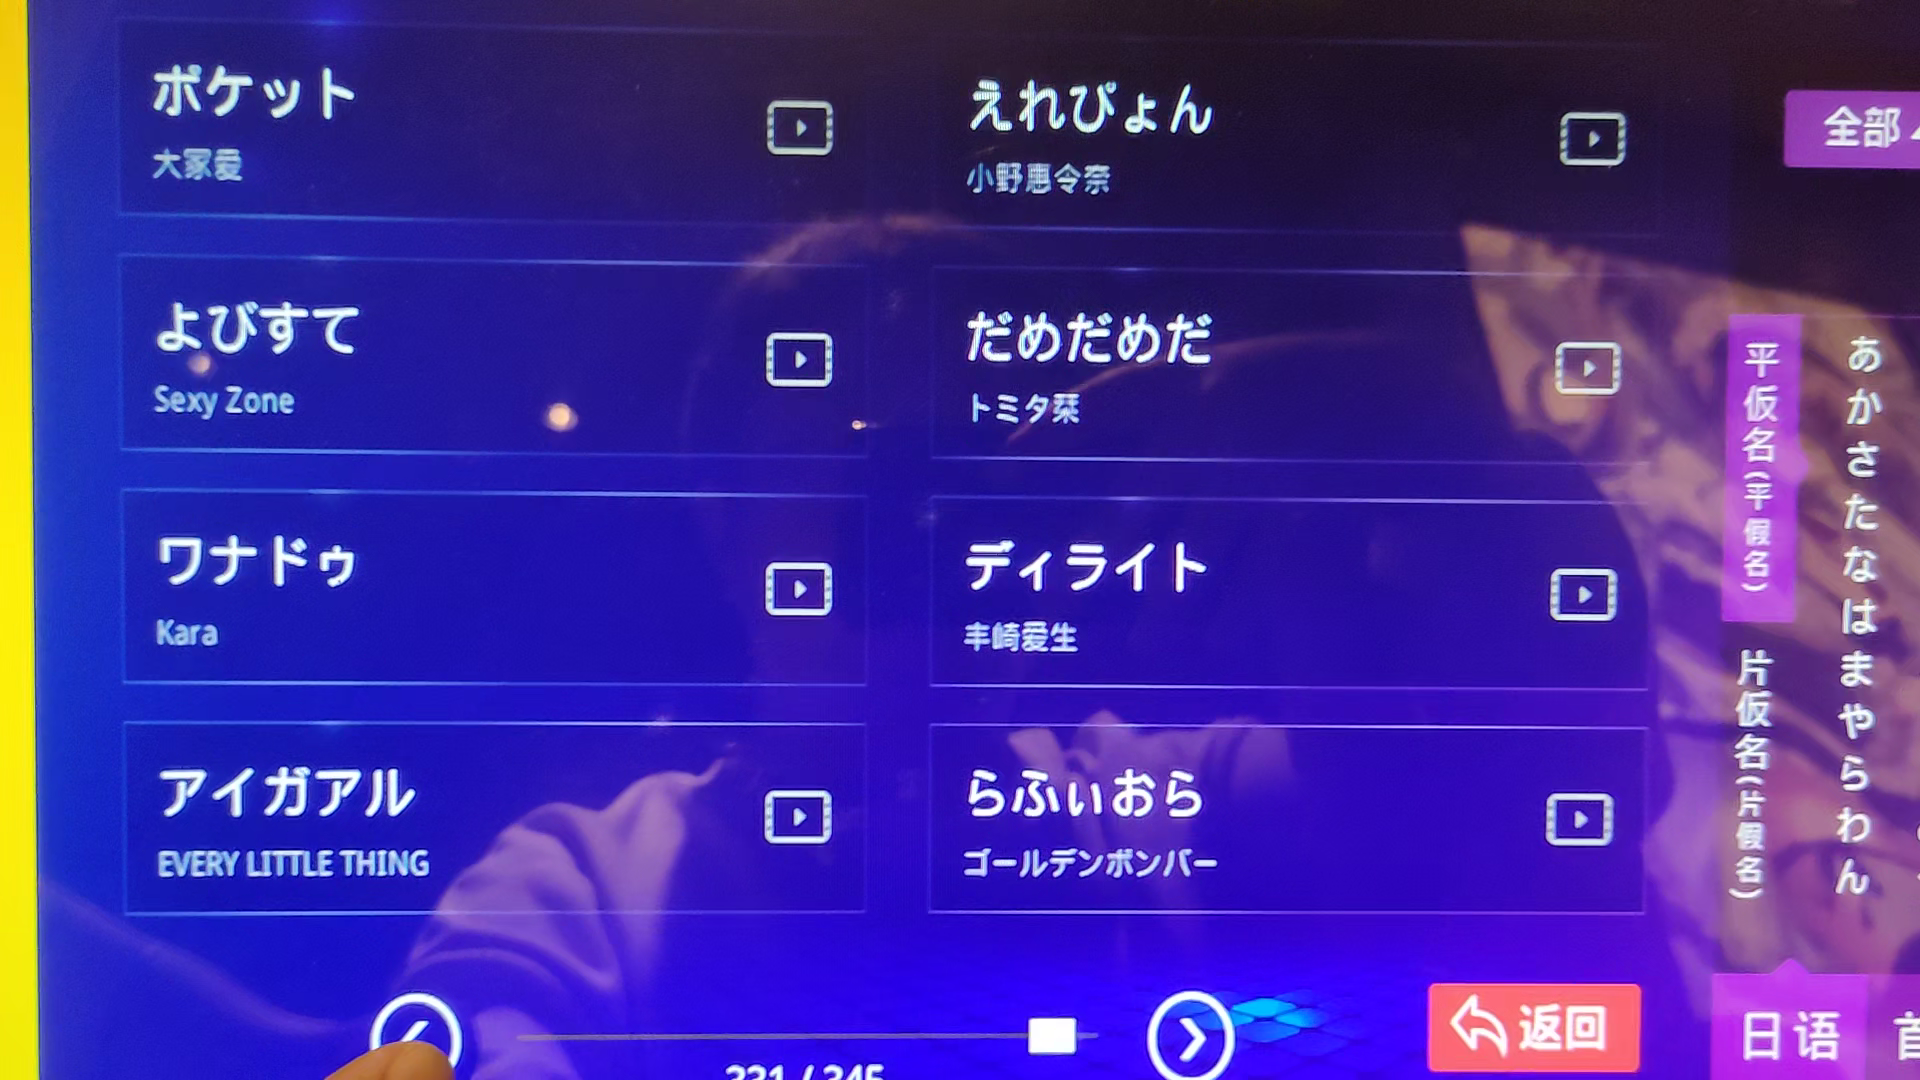 ポケット
大冢爱
えれぴょん
小野惠令奈
よびすて
Sexy Zone
だめだめだ
トミタ栞
ワナドゥ
Kara
ディライト
丰崎爱生
アイガアル
EVERY LITTLE THING
らふぃおら
ゴールデンボンバー
331 / 345
返回
全部
平仮名(平假名)
片仮名(片假名)
あかさたなはまやらわん
日语